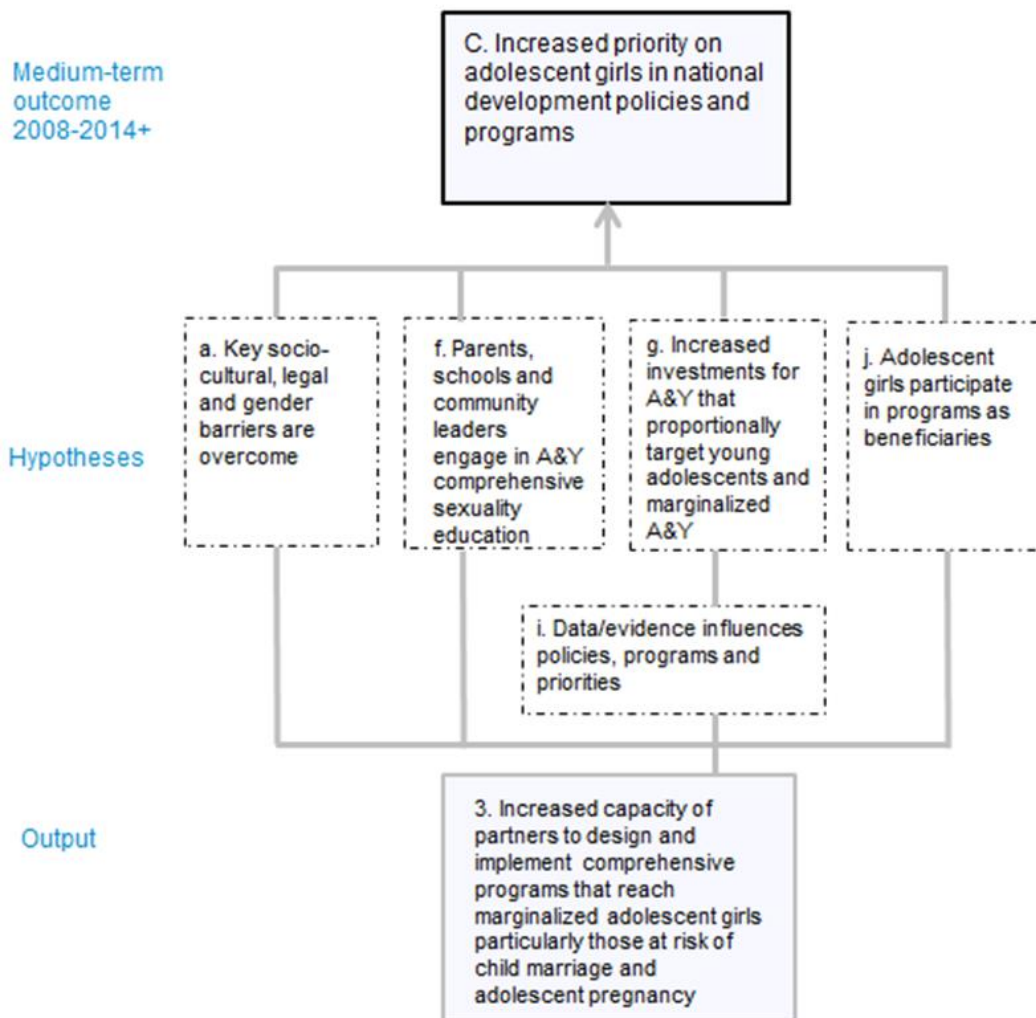 Medium-term
outcome
2008-2014+
C. Increased priority on
adolescent girls in national
development policies and
programs
Hypotheses
a. Key socio-
cultural, legal
and gender
barriers are
overcome
f. Parents,
schools and
community
leaders
engage in A&Y
comprehensive
sexuality
education
g. Increased
investments for
A&Y that
proportionally
target young
adolescents and
marginalized
A&Y
j. Adolescent
girls participate
in programs as
beneficiaries
i. Data/evidence influences
policies, programs and
priorities
Output
3. Increased capacity of
partners to design and
implement comprehensive
programs that reach
marginalized adolescent girls
particularly those at risk of
child marriage and
adolescent pregnancy